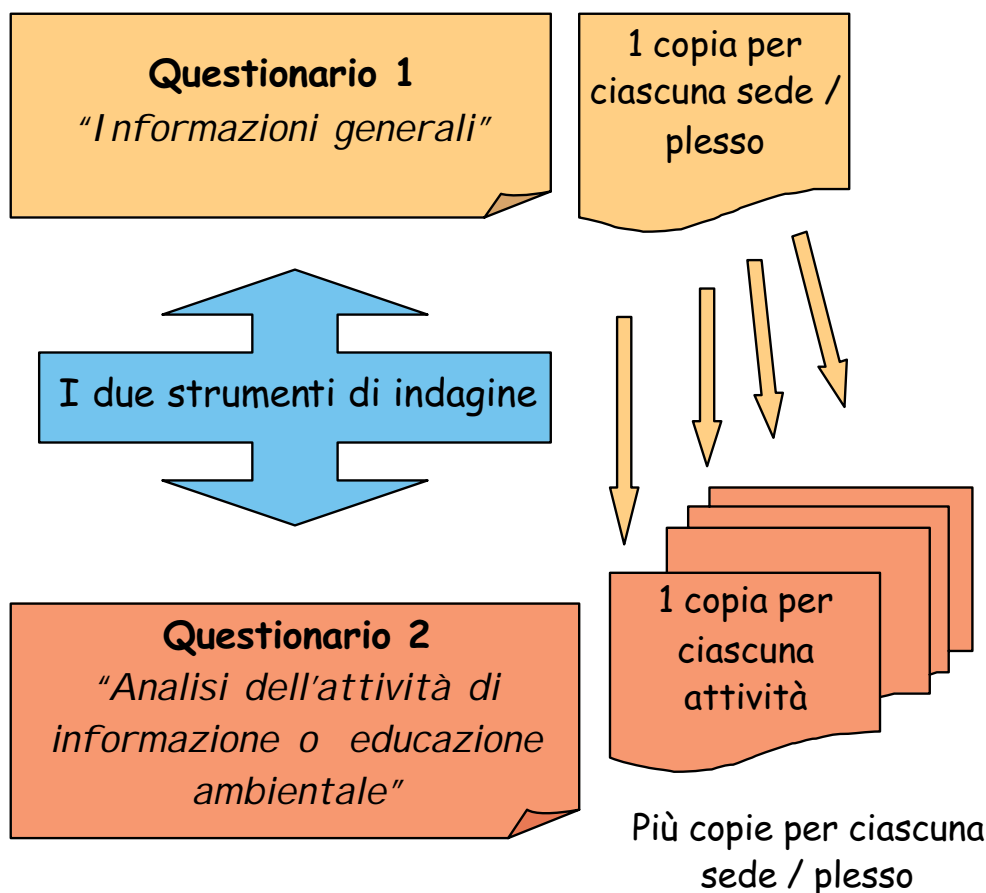 Questionario 1
“Informazioni generali”
1 copia per
ciascuna sede /
plesso
I due strumenti di indagine
Questionario 2
“Analisi dell'attività di
informazione o educazione
ambientale”
1 copia per
ciascuna
attività
Più copie per ciascuna
sede / plesso